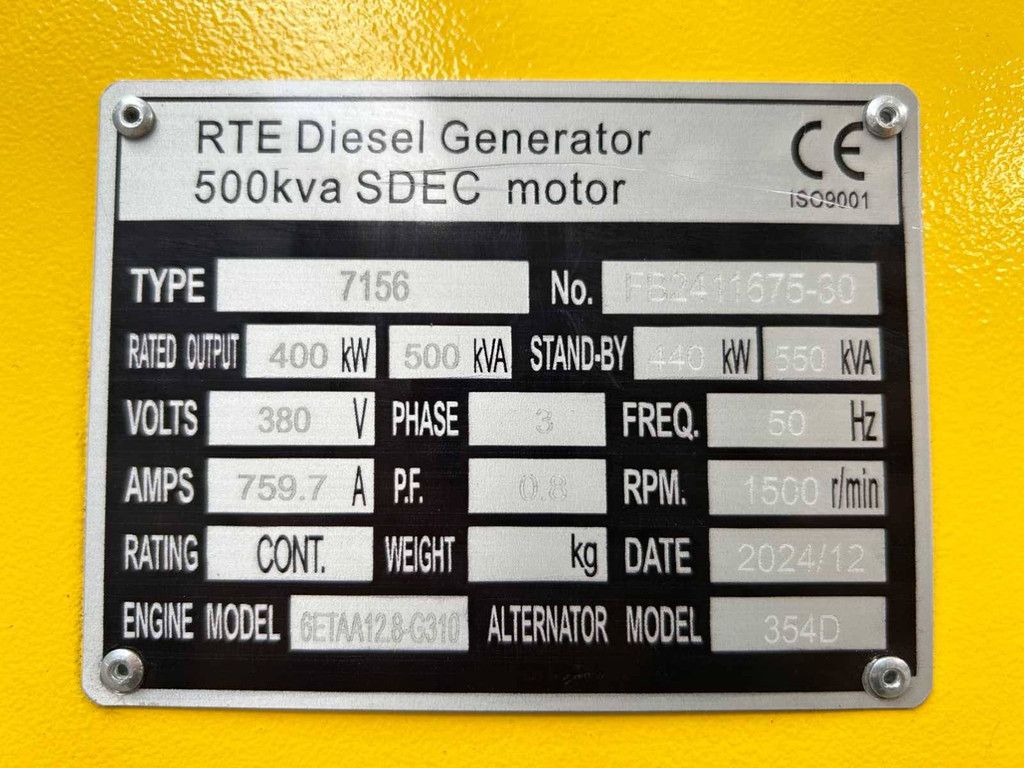 RTE Diesel Generator
500kva SDEC motor
CE
ISO9001
TYPE 7156 No. FB2411675-30
RATED OUTPUT 400 kW 500 kVA STAND-BY 440 kW 550 kVA
VOLTS 380 V PHASE 3 FREQ. 50 Hz
AMPS 759.7 A P.F. 0.8 RPM. 1500 r/min
RATING CONT. WEIGHT kg DATE 2024/12
ENGINE MODEL 6ETAA12.8-G310 ALTERNATOR MODEL 354D